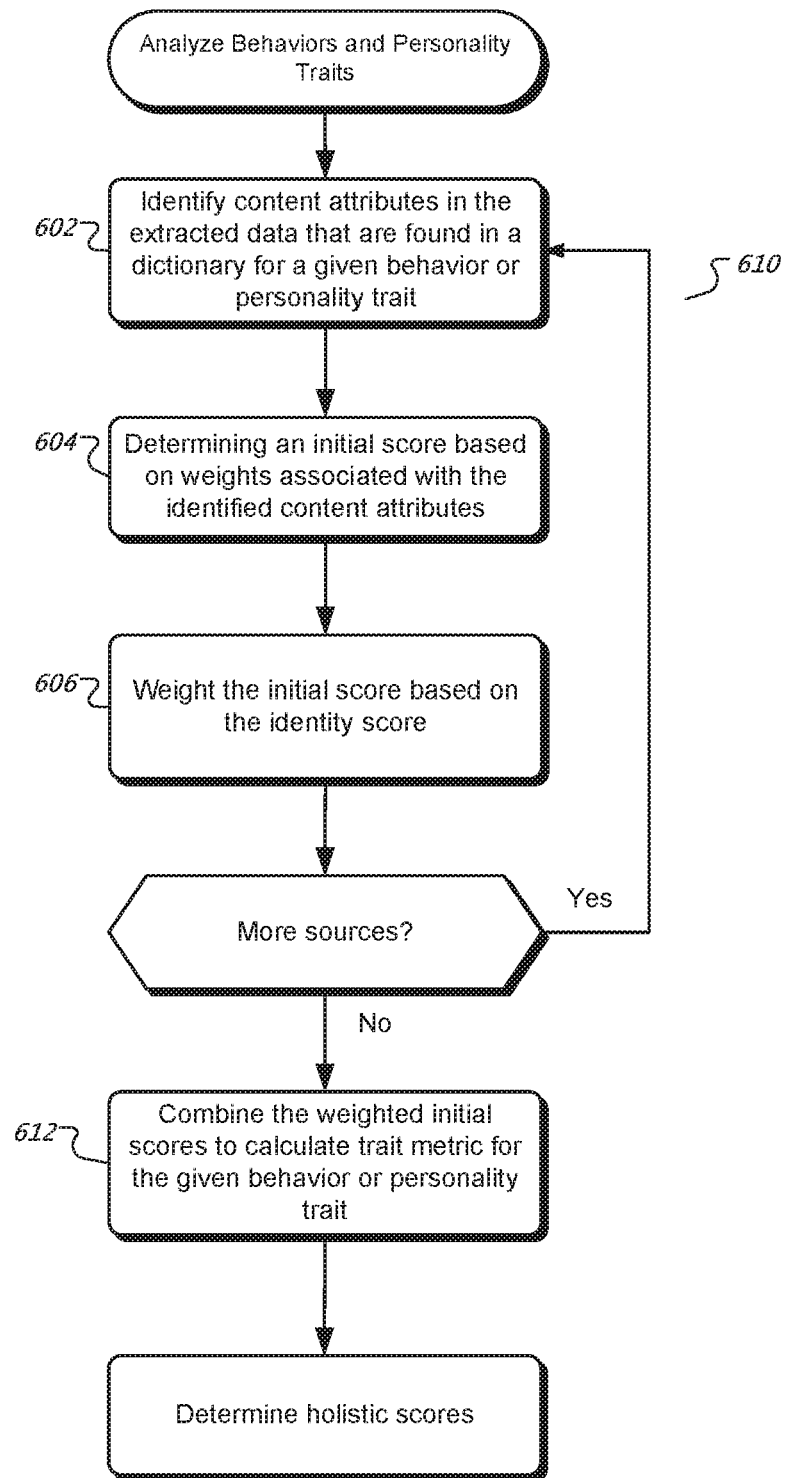 Analyze Behaviors and Personality
Traits
602
Identify content attributes in the
extracted data that are found in a
dictionary for a given behavior or
personality trait
610
604
Determining an initial score based
on weights associated with the
identified content attributes
606
Weight the initial score based on
the identity score
More sources?
Yes
No
612
Combine the weighted initial
scores to calculate trait metric for
the given behavior or personality
trait
Determine holistic scores